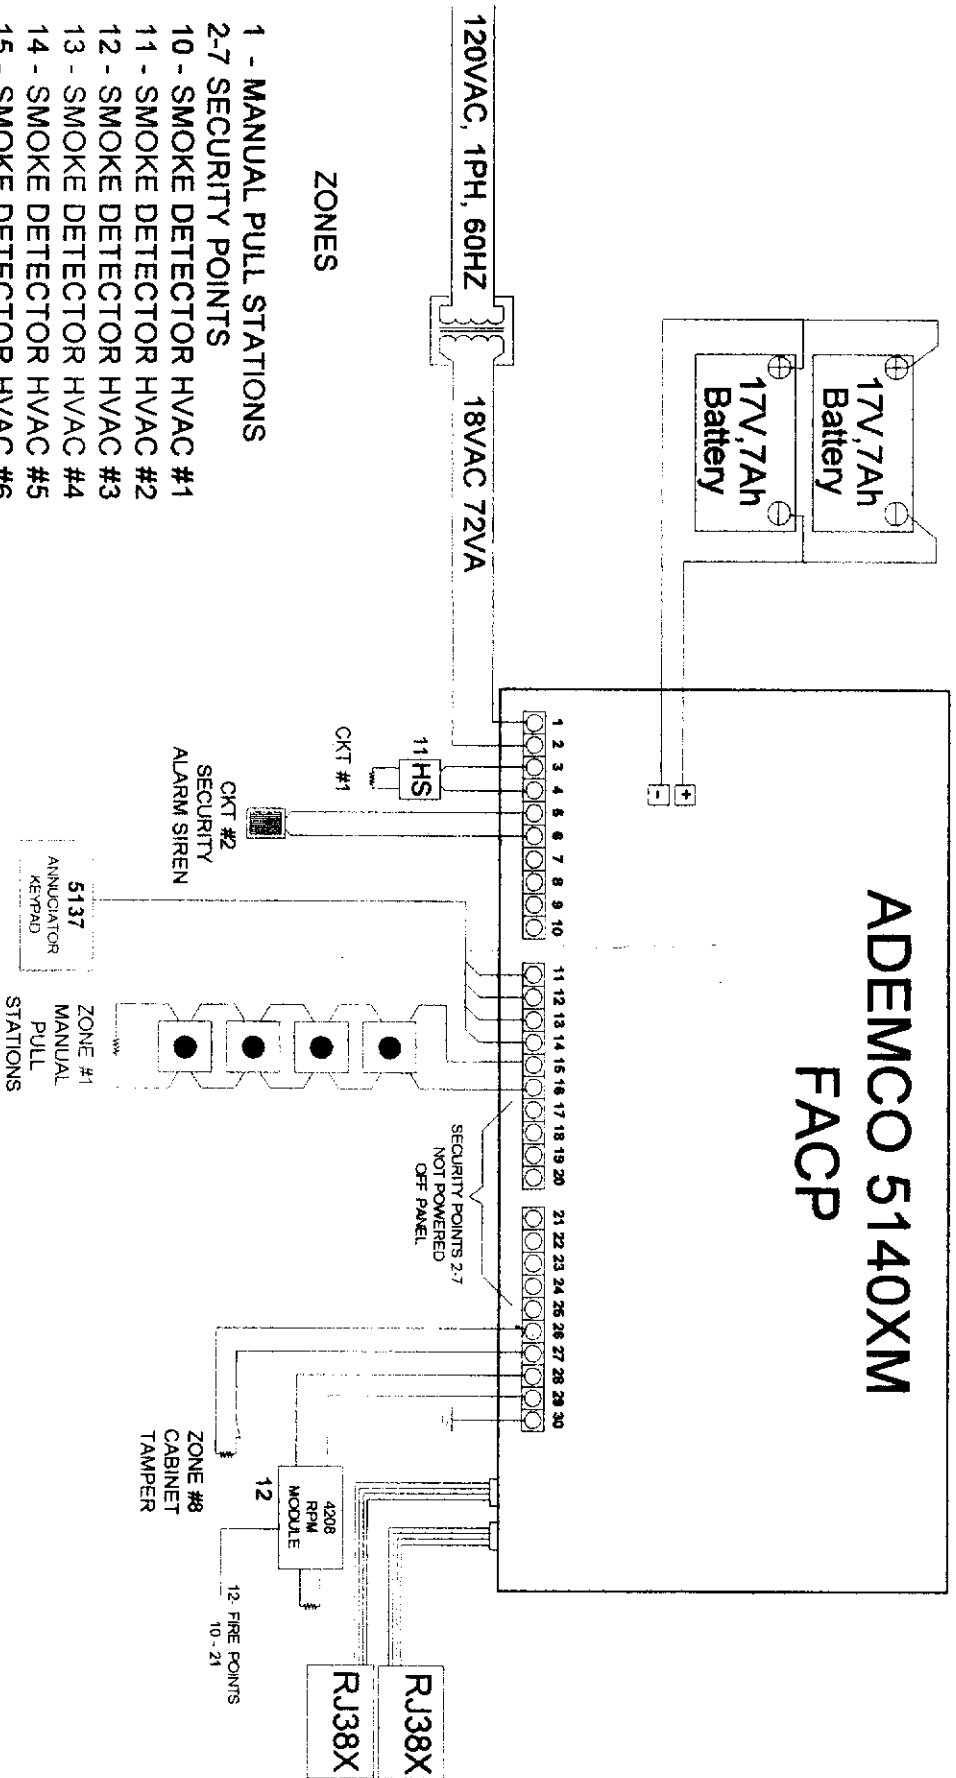 ADEMCO 5140XM
FACP
17V,7Ah
Battery
17V,7Ah
Battery
+
-
120VAC, 1PH, 60HZ
18VAC 72VA
1 2 3 4 5 6 7 8 9 10
11 12 13 14 15 16 17 18 19 20
21 22 23 24 25 26 27 28 29 30
11 HS
CKT #1
CKT #2
SECURITY
ALARM SIREN
5137
ANNUCIATOR
KEYPAD
ZONE #1
MANUAL
PULL
STATIONS
SECURITY POINTS 2-7
NOT POWERED
OFF PANEL
ZONE #8
CABINET
TAMPER
4208
RPM
MODULE
12
12- FIRE POINTS
10 - 21
RJ38X
RJ38X
ZONES
1 - MANUAL PULL STATIONS
2-7 SECURITY POINTS
10 - SMOKE DETECTOR HVAC #1
11 - SMOKE DETECTOR HVAC #2
12 - SMOKE DETECTOR HVAC #3
13 - SMOKE DETECTOR HVAC #4
14 - SMOKE DETECTOR HVAC #5
15 - SMOKE DETECTOR HVAC #6